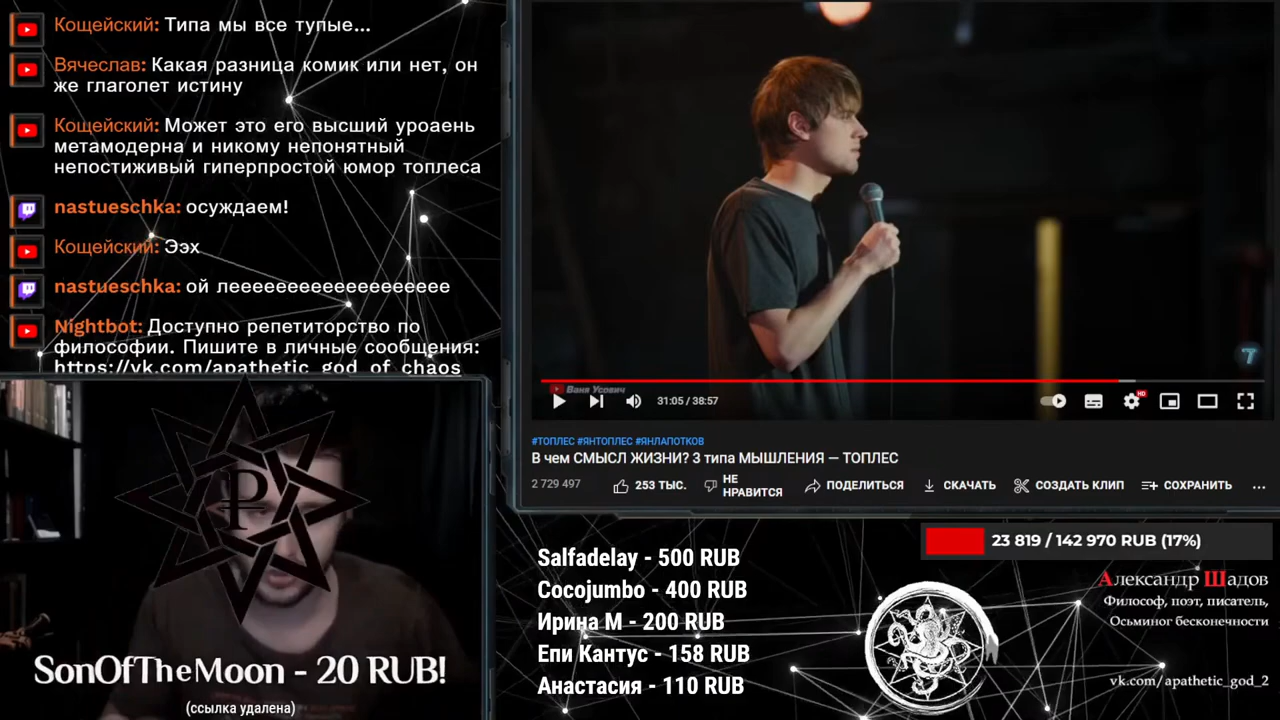 Кощейский: Типа мы все тупые...
Вячеслав: Какая разница комик или нет, он
же глаголет истину
Кощейский: Может это его высший уроаень
метамодерна и никому непонятный
непостиживый гиперпростой юмор топлеса
nastueschka: осуждаем!
Кощейский: Ээх
nastueschka: ой лееееееееееееееееее
Nightbot: Доступно репетиторство по
философии. Пишите в личные сообщения:
https://vk.com/apathetic_god_of_chaos
Ваня Усович
31:05 / 38:57
HD
#ТОПЛЕС #ЯНТОПЛЕС #ЯНЛАПОТКОВ
В чем СМЫСЛ ЖИЗНИ? 3 типа МЫШЛЕНИЯ — ТОПЛЕС
2 729 497
253 ТЫС.
НЕ
НРАВИТСЯ
ПОДЕЛИТЬСЯ
СКАЧАТЬ
СОЗДАТЬ КЛИП
СОХРАНИТЬ
...
23 819 / 142 970 RUB (17%)
Salfadelay - 500 RUB
Cocojumbo - 400 RUB
Ирина М - 200 RUB
Епи Кантус - 158 RUB
Анастасия - 110 RUB
Александр Шадов
Философ, поэт, писатель,
Осьминог бесконечности
vk.com/apathetic_god_2
₽
SonOfTheMoon - 20 RUB!
(ссылка удалена)